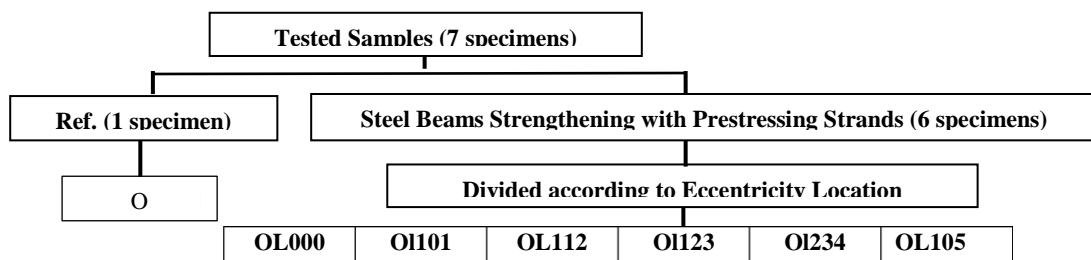 Tested Samples (7 specimens)
Ref. (1 specimen)
Steel Beams Strengthening with Prestressing Strands (6 specimens)
O
Divided according to Eccentricity Location
OL000 Ol101 OL112 Ol123 Ol234 OL105